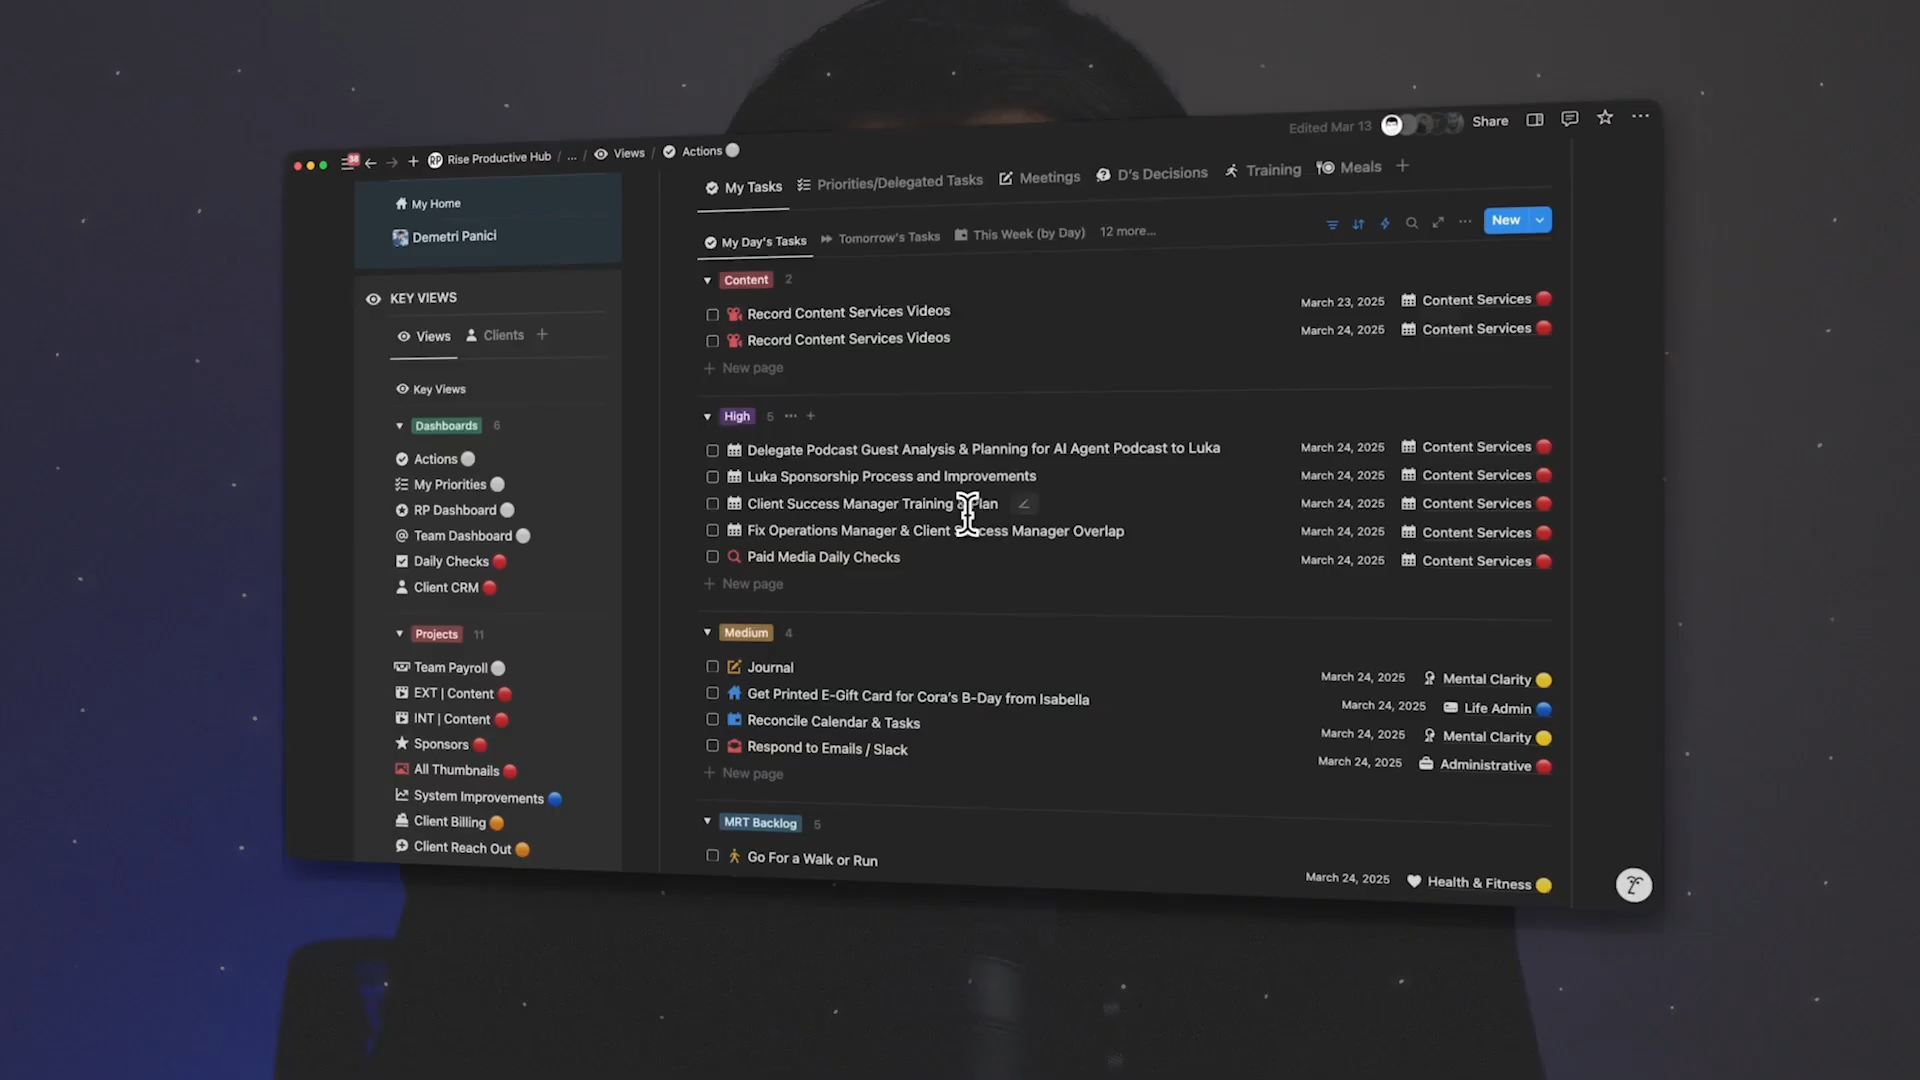 Edited Mar 13 Share
38 RP Rise Productive Hub / ... / Views / Actions
My Home
Demetri Panici
KEY VIEWS
Views Clients
Key Views
Dashboards 6
Actions
My Priorities
RP Dashboard
Team Dashboard
Daily Checks
Client CRM
Projects 11
Team Payroll
EXT | Content
INT | Content
Sponsors
All Thumbnails
System Improvements
Client Billing
Client Reach Out
My Tasks Priorities/Delegated Tasks Meetings D's Decisions Training Meals
My Day's Tasks Tomorrow's Tasks This Week (by Day) 12 more...
New
Content 2
Record Content Services Videos March 23, 2025 Content Services
Record Content Services Videos March 24, 2025 Content Services
New page
High 5
Delegate Podcast Guest Analysis & Planning for AI Agent Podcast to Luka March 24, 2025 Content Services
Luka Sponsorship Process and Improvements March 24, 2025 Content Services
Client Success Manager Training & Plan March 24, 2025 Content Services
Fix Operations Manager & Client Success Manager Overlap March 24, 2025 Content Services
Paid Media Daily Checks March 24, 2025 Content Services
New page
Medium 4
Journal March 24, 2025 Mental Clarity
Get Printed E-Gift Card for Cora's B-Day from Isabella March 24, 2025 Life Admin
Reconcile Calendar & Tasks March 24, 2025 Mental Clarity
Respond to Emails / Slack March 24, 2025 Administrative
New page
MRT Backlog 5
Go For a Walk or Run March 24, 2025 Health & Fitness